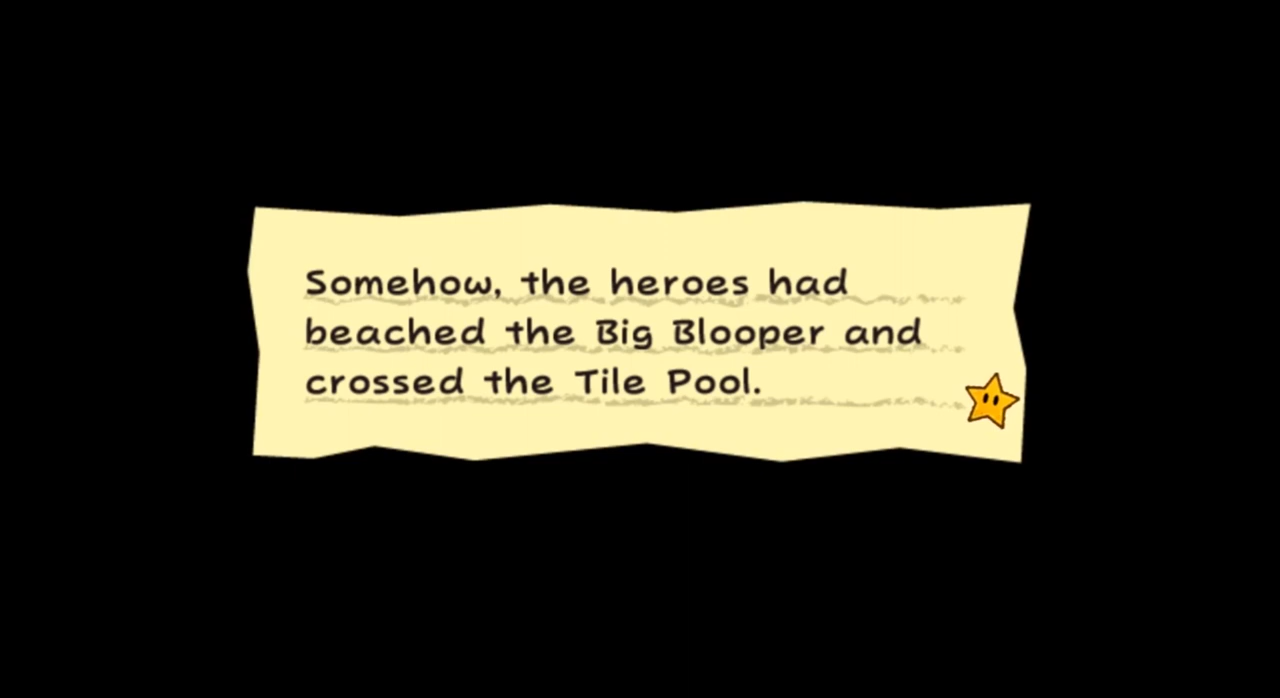 Somehow, the heroes had
beached the Big Blooper and
crossed the Tile Pool.